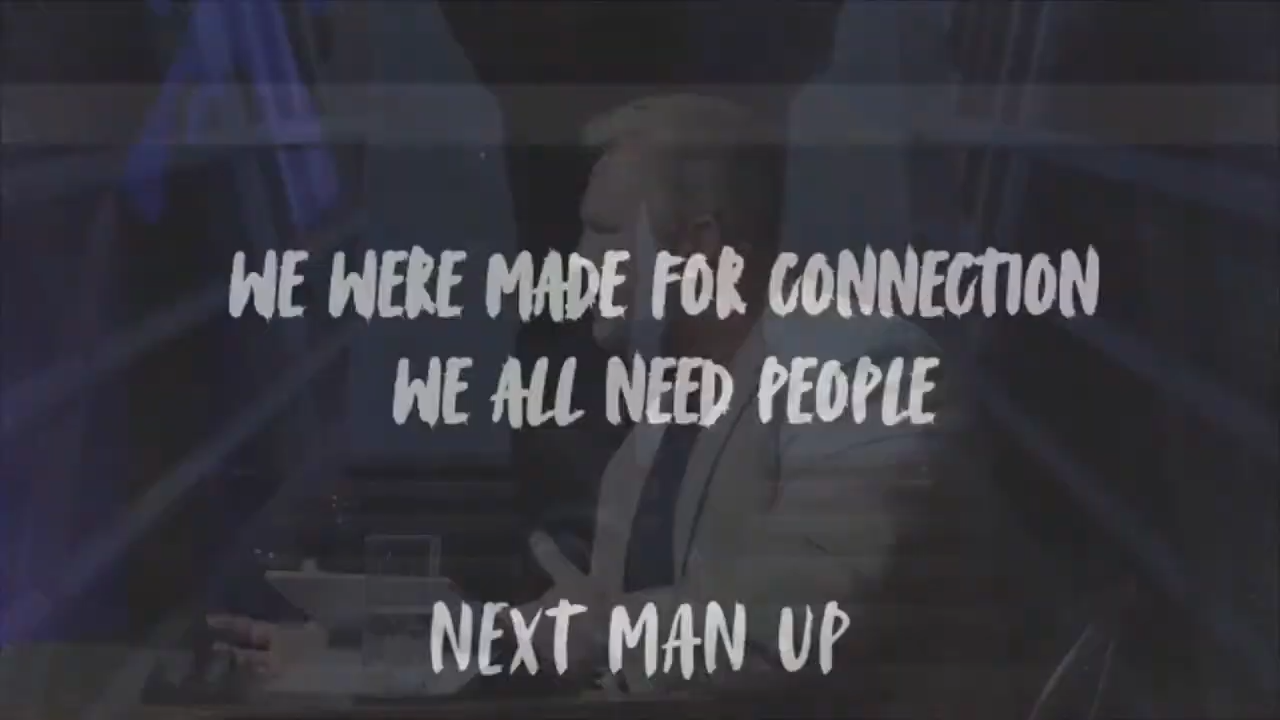 WE WERE MADE FOR CONNECTION
WE ALL NEED PEOPLE
NEXT MAN UP